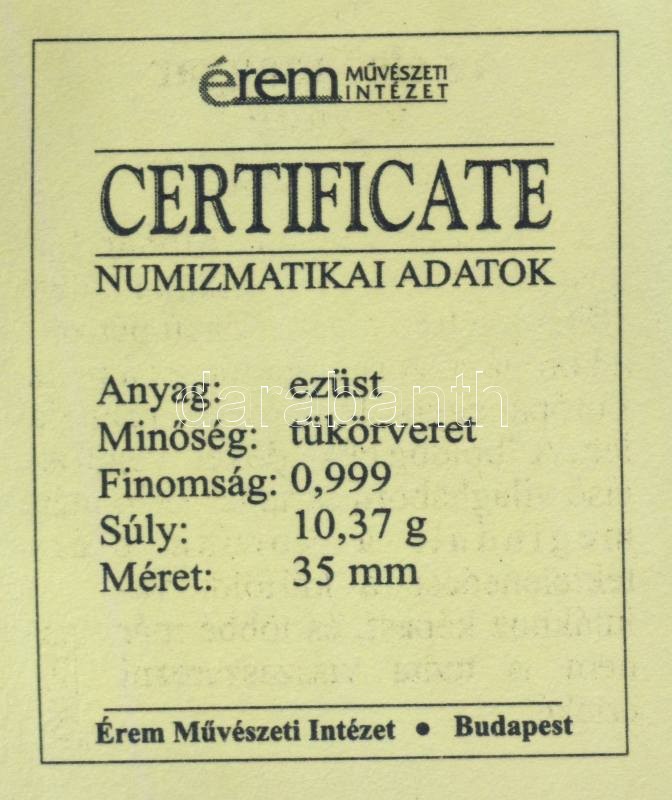 érem MŰVÉSZETI
INTÉZET
CERTIFICATE
NUMIZMATIKAI ADATOK
Anyag: ezüst
darabanth
Minőség: tükörveret
Finomság: 0,999
Súly: 10,37 g
Méret: 35 mm
Érem Művészeti Intézet • Budapest